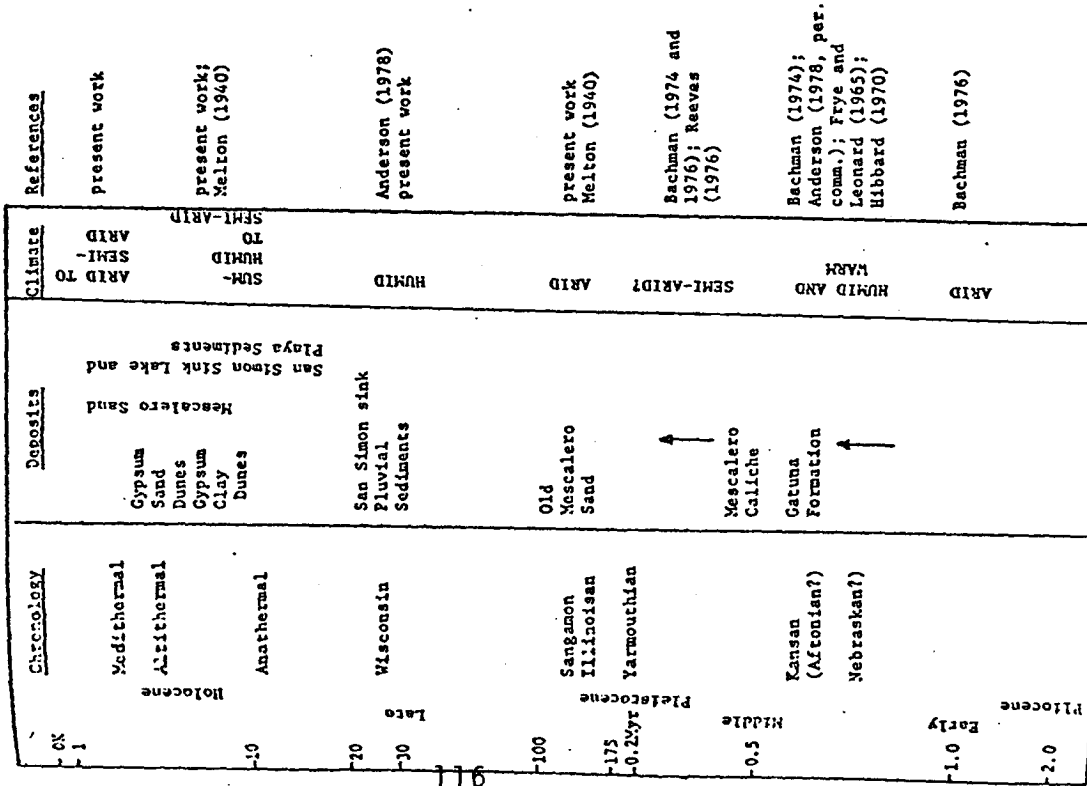 Chronology
Deposits
Climate
References
OK
1
-10
-20
-30
-100
-175
-0.2Myr
-0.5
-1.0
-2.0
Holocene
Late
Pleistocene
Middle
Early
Pliocene
Medithermal
Altithermal
Anathermal
Wisconsin
Sangamon
Illinoisan
Yarmouthian
Kansan
(Aftonian?)
Nebraskan?)
Gypsum
Sand
Dunes
Gypsum
Clay
Dunes
Mescalero Sand
San Simon Sink Lake and
Playa Sediments
San Simon sink
Pluvial
Sediments
Old
Mescalero
Sand
Mescalero
Caliche
Gatuna
Formation
ARID TO
SEMI-
ARID
SUM-
HUMID
TO
SEMI-ARID
HUMID
ARID
SEMI-ARID?
HUMID AND
WARM
ARID
present work
present work;
Melton (1940)
Anderson (1978)
present work
present work
Melton (1940)
Bachman (1974 and
1976); Reeves
(1976)
Bachman (1974);
Anderson (1978, per.
comm.); Frye and
Leonard (1965);
Hibbard (1970)
Bachman (1976)